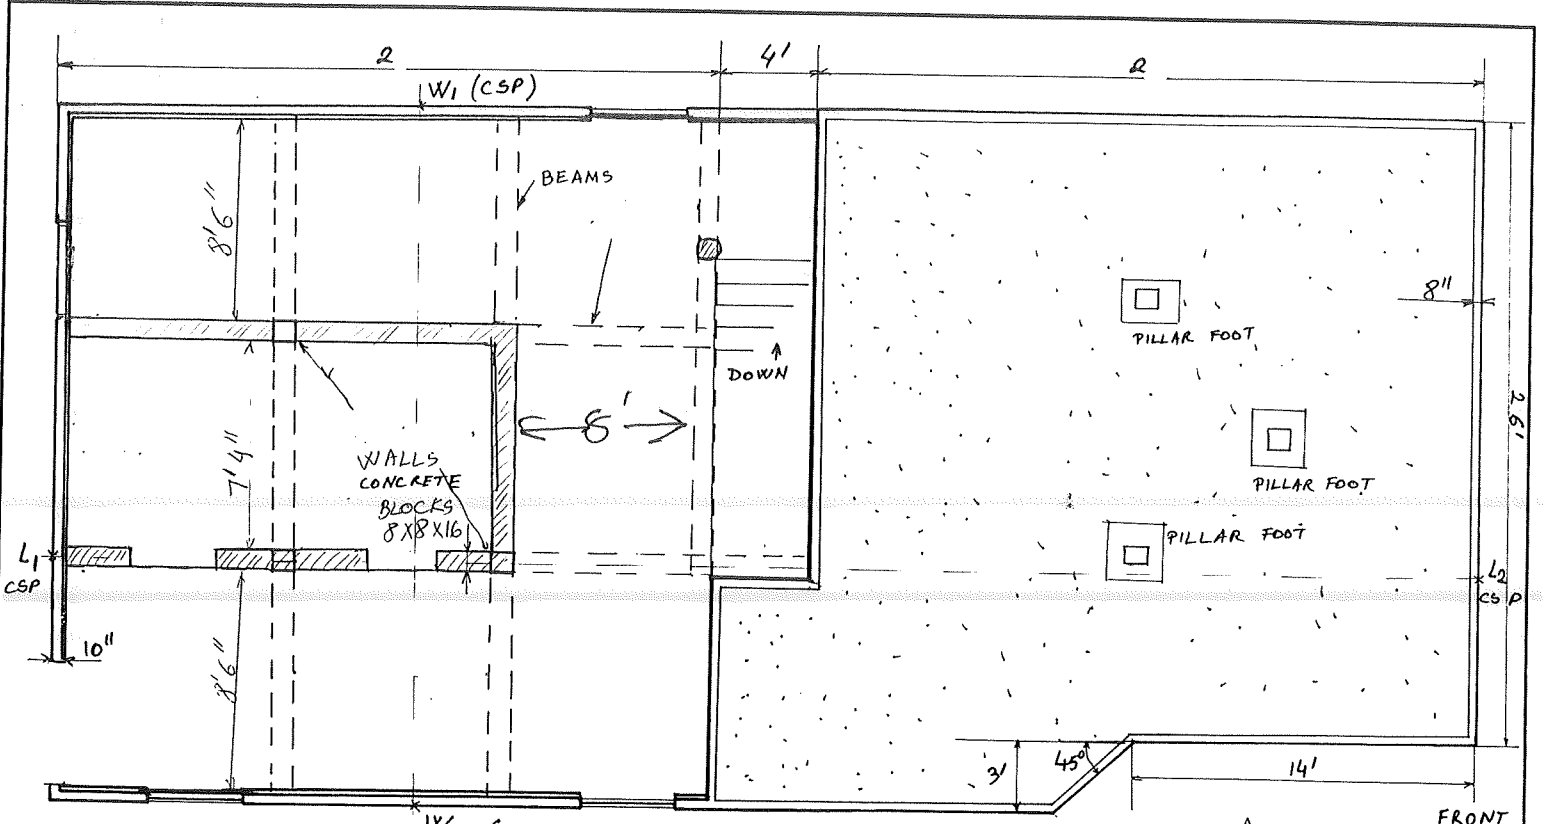 2
4'
2
W1 (CSP)
BEAMS
8'6"
8"
PILLAR FOOT
DOWN
26'
WALLS
CONCRETE
BLOCKS
8X8X16
7'4"
PILLAR FOOT
PILLAR FOOT
L1
CSP
L2
CSP
10"
8'6"
3'
45°
14'
FRONT